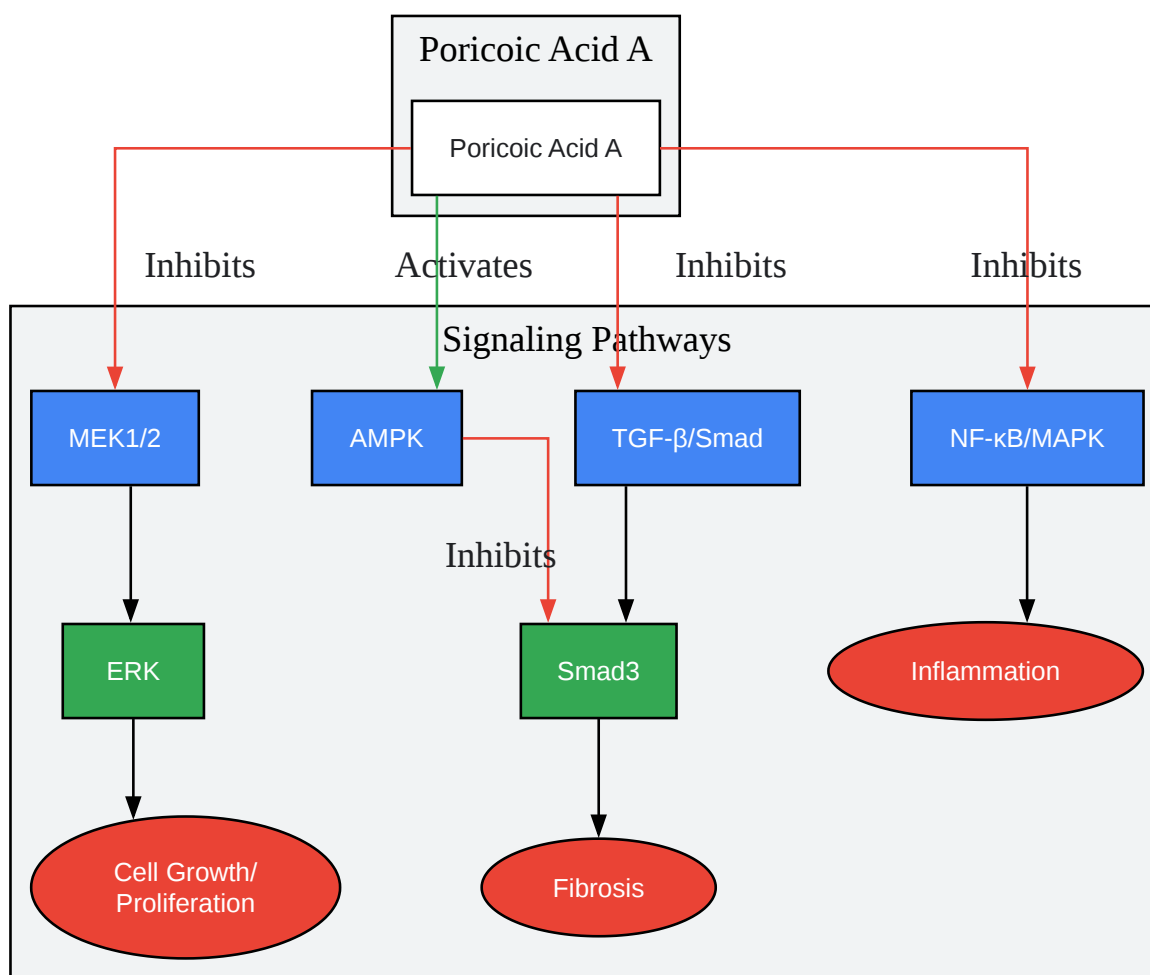 Poricoic Acid A
Poricoic Acid A
Inhibits
Activates
Inhibits
Inhibits
Signaling Pathways
MEK1/2
AMPK
TGF-β/Smad
NF-κB/MAPK
Inhibits
ERK
Smad3
Inflammation
Cell Growth/
Proliferation
Fibrosis